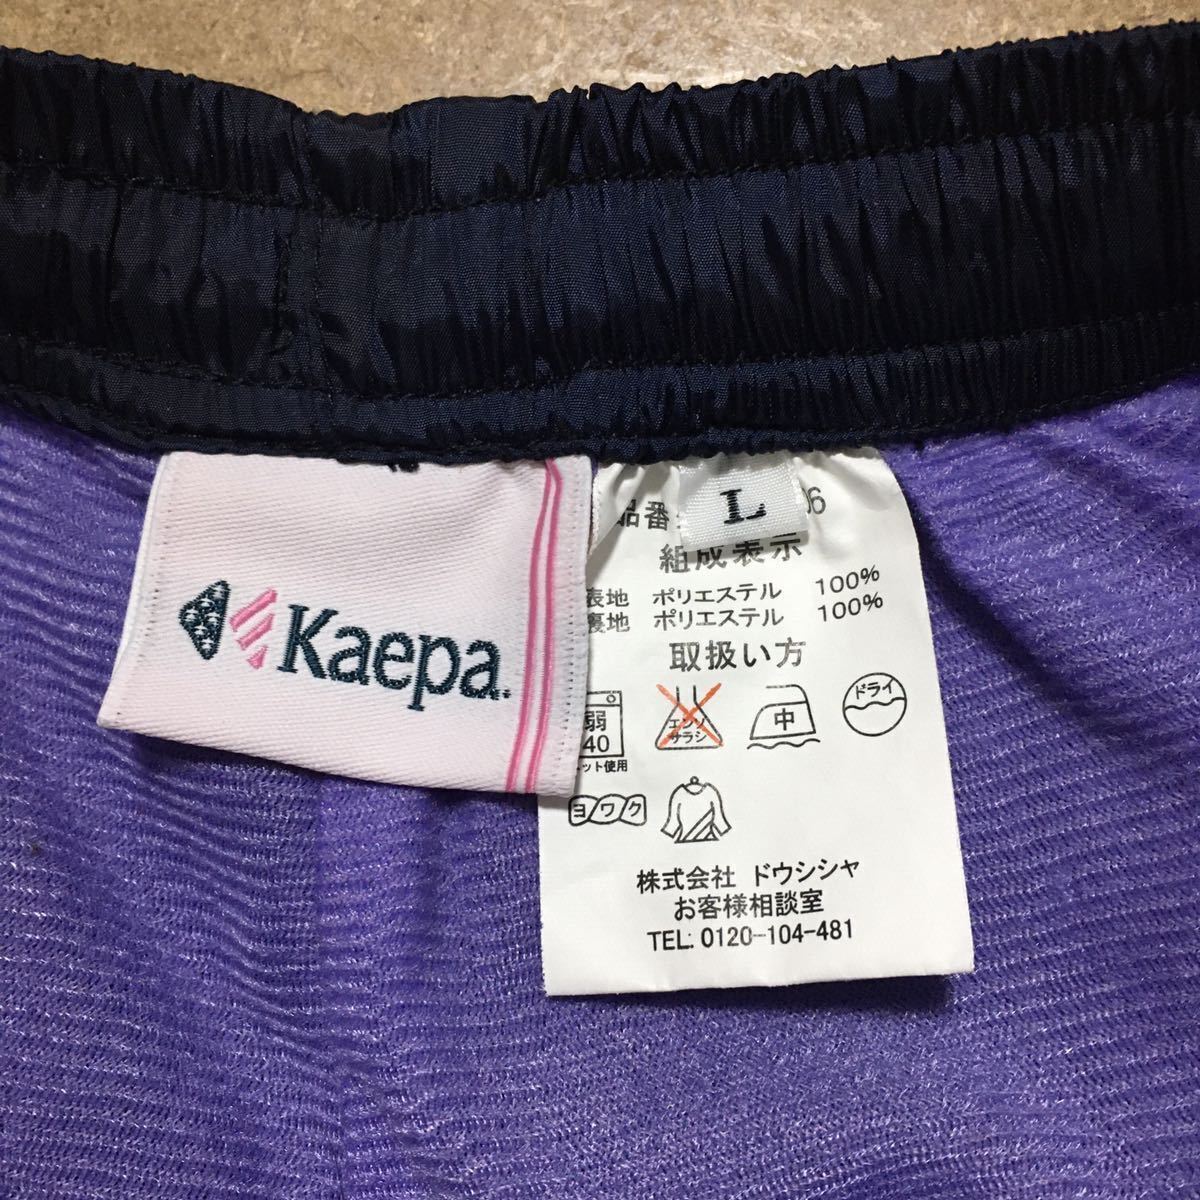 Kaepa.
L
品番
06
組成表示
表地 ポリエステル 100%
裏地 ポリエステル 100%
取扱い方
弱
40
エンソ
サラシ
中
ドライ
ット使用
ヨワク
株式会社 ドウシシャ
お客様相談室
TEL: 0120-104-481